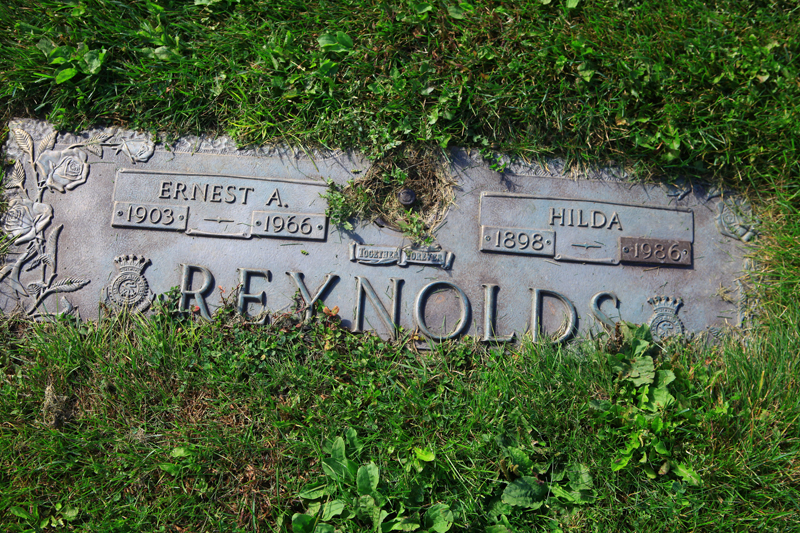 ERNEST A.
1903 1966
HILDA
1898 1986
TOGETHER FOREVER
REYNOLDS